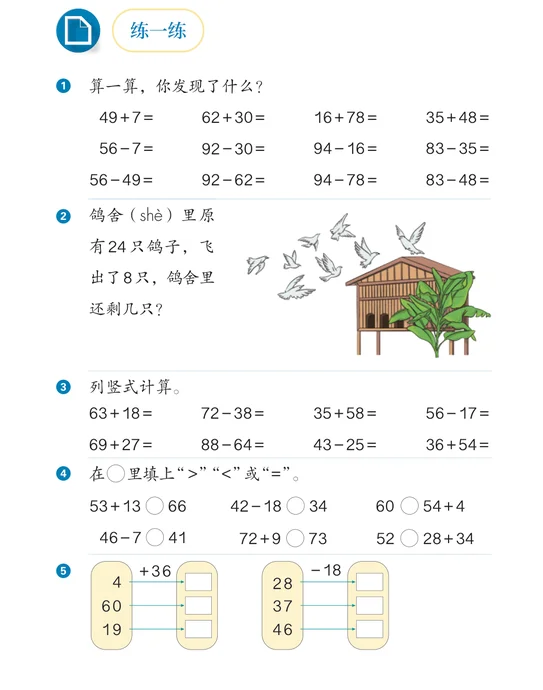 练一练
1 算一算，你发现了什么？
49+7= 62+30= 16+78= 35+48=
56-7= 92-30= 94-16= 83-35=
56-49= 92-62= 94-78= 83-48=
2 鸽舍（shè）里原
有24只鸽子，飞
出了8只，鸽舍里
还剩几只？
3 列竖式计算。
63+18= 72-38= 35+58= 56-17=
69+27= 88-64= 43-25= 36+54=
4 在○里填上“>”“<”或“=”。
53+13○66 42-18○34 60○54+4
46-7○41 72+9○73 52○28+34
5 +36 -18
4 28
60 37
19 46